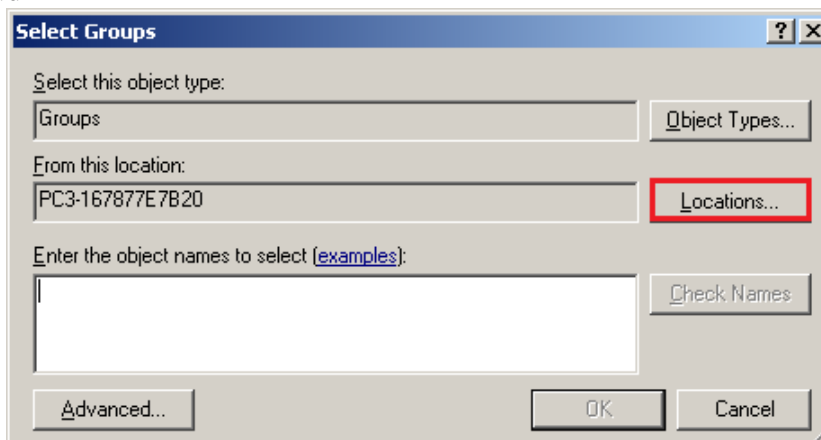 Select Groups
Select this object type:
Groups
Object Types...
From this location:
PC3-167877E7B20
Locations...
Enter the object names to select (examples):
Check Names
Advanced...
OK
Cancel